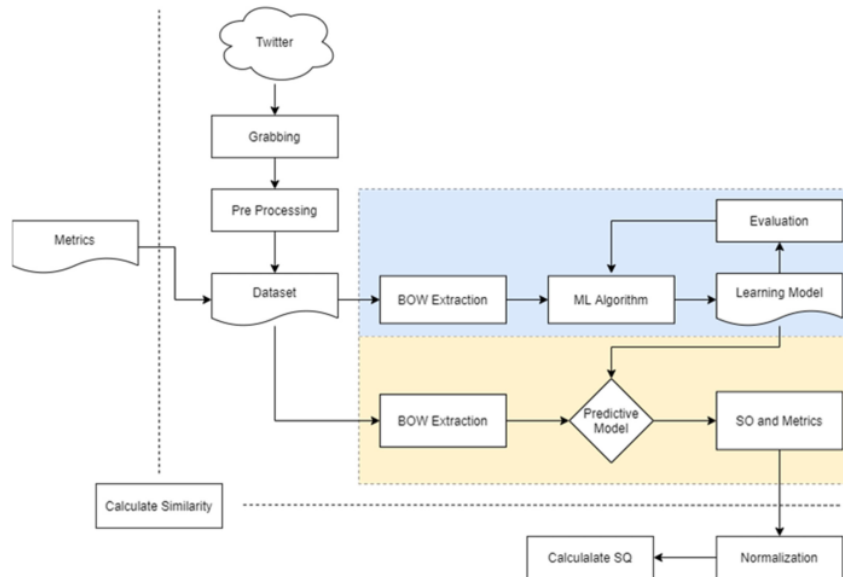 Twitter
Grabbing
Pre Processing
Metrics
Dataset
BOW Extraction
ML Algorithm
Evaluation
Learning Model
BOW Extraction
Predictive
Model
SO and Metrics
Calculate Similarity
Calculalate SQ
Normalization